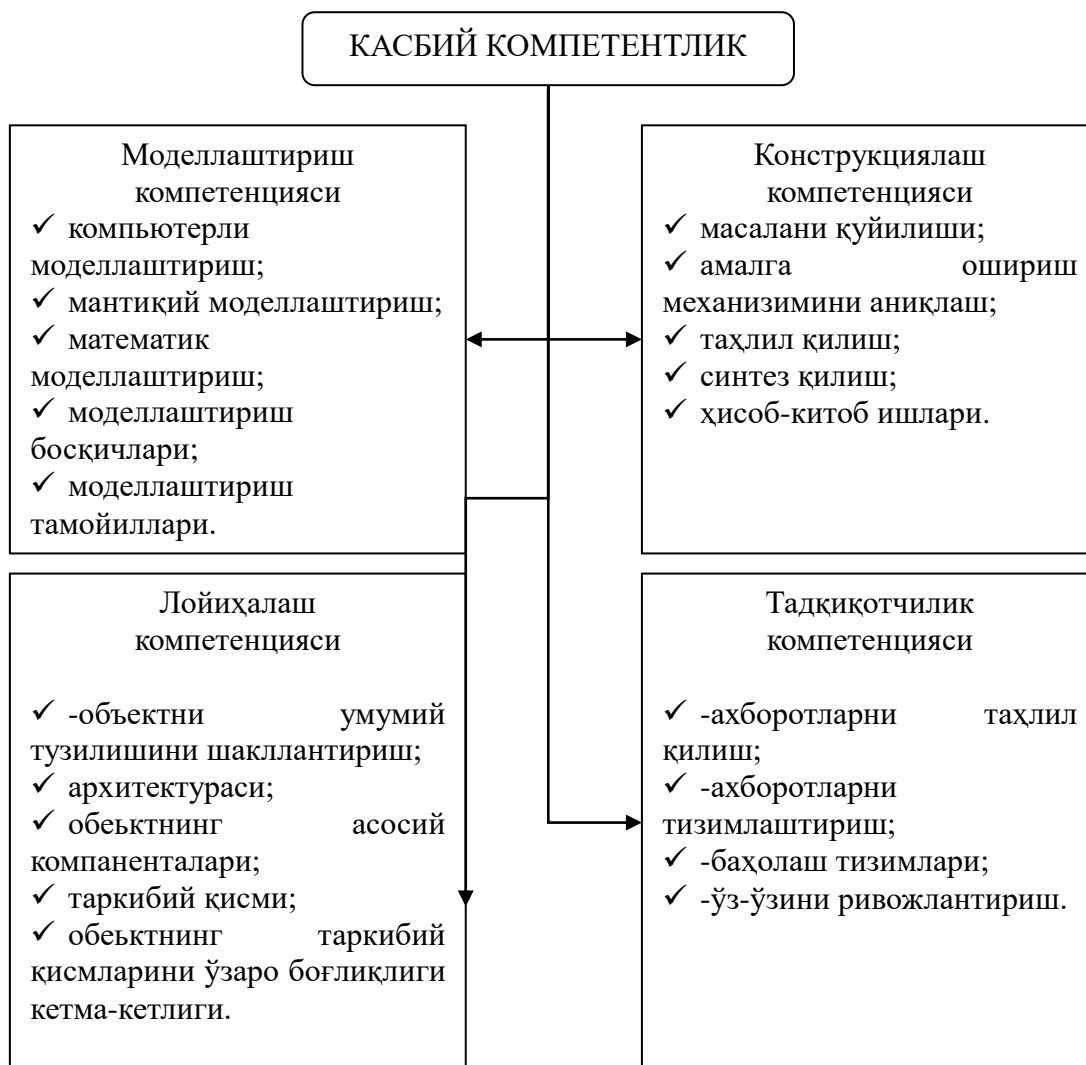 КАСБИЙ КОМПЕТЕНТЛИК
Моделлаштириш
компетенцияси
✓ компьютерли
моделлаштириш;
✓ мантиқий моделлаштириш;
✓ математик
моделлаштириш;
✓ моделлаштириш
босқичлари;
✓ моделлаштириш
тамойиллари.
Конструкциялаш
компетенцияси
✓ масалани қуйилиши;
✓ амалга ошириш
механизимини аниқлаш;
✓ таҳлил қилиш;
✓ синтез қилиш;
✓ ҳисоб-китоб ишлари.
Лойиҳалаш
компетенцияси
✓ -объектни умумий
тузилишини шакллантириш;
✓ архитектураси;
✓ обеьктнинг асосий
компаненталари;
✓ таркибий қисми;
✓ обеьктнинг таркибий
қисмларини ўзаро боғлиқлиги
кетма-кетлиги.
Тадқиқотчилик
компетенцияси
✓ -ахборотларни таҳлил
қилиш;
✓ -ахборотларни
тизимлаштириш;
✓ -баҳолаш тизимлари;
✓ -ўз-ўзини ривожлантириш.